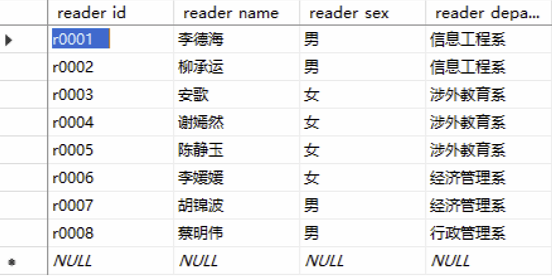 reader id reader name reader sex reader depa...
r0001 李德海 男 信息工程系
r0002 柳承运 男 信息工程系
r0003 安歌 女 涉外教育系
r0004 谢嫣然 女 涉外教育系
r0005 陈静玉 女 涉外教育系
r0006 李媛媛 女 经济管理系
r0007 胡锦波 男 经济管理系
r0008 蔡明伟 男 行政管理系
NULL NULL NULL NULL